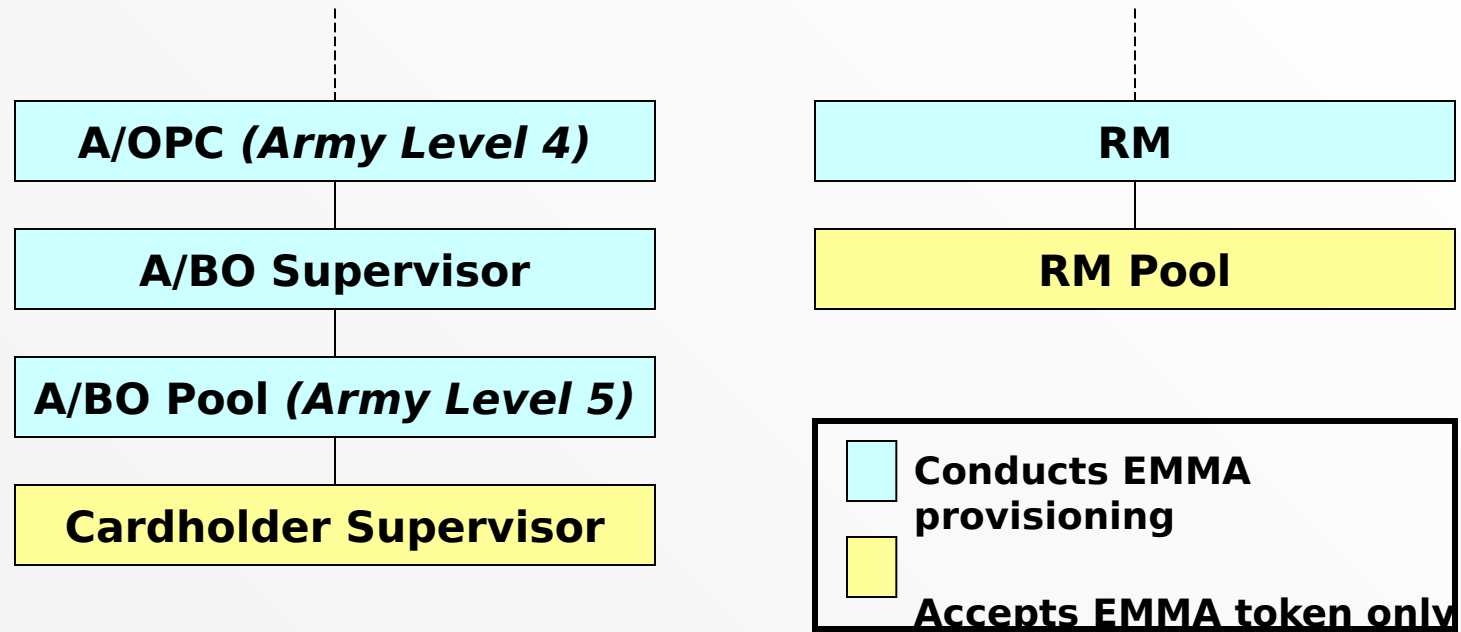 A/OPC (Army Level 4)
A/BO Supervisor
A/BO Pool (Army Level 5)
Cardholder Supervisor
RM
RM Pool
Conducts EMMA
provisioning
Accepts EMMA token only